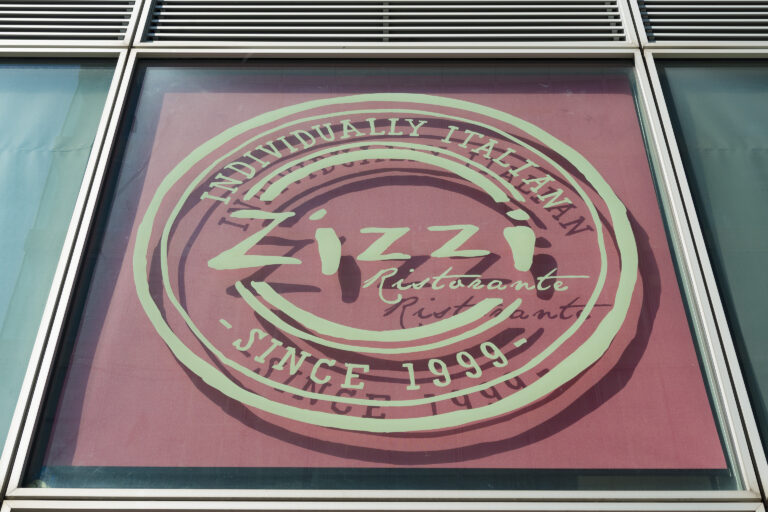 INDIVIDUALLY ITALIAN
Zizzi
Ristorante
- SINCE 1999 -